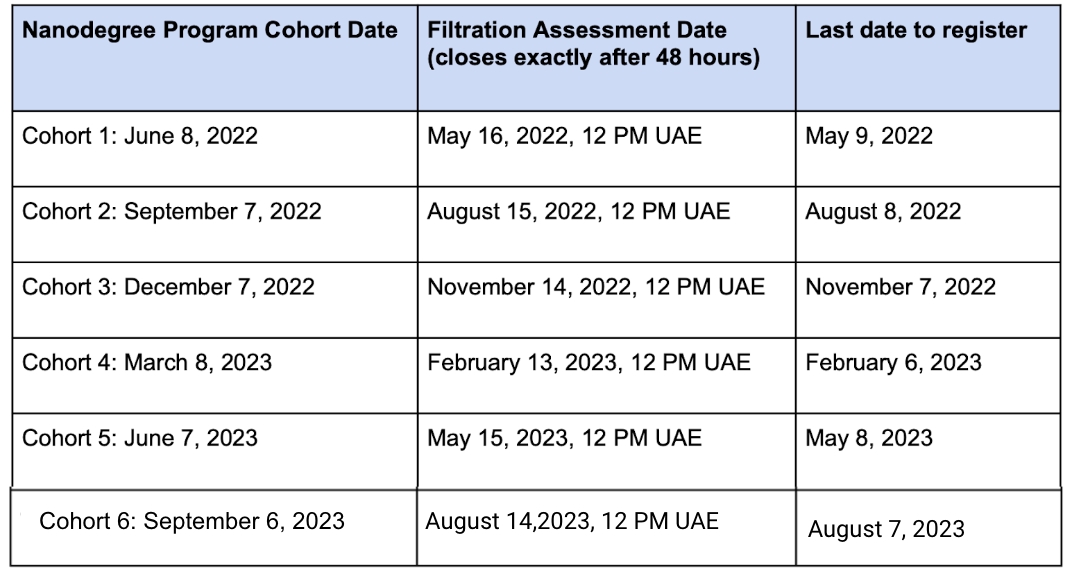 Nanodegree Program Cohort Date
Filtration Assessment Date
(closes exactly after 48 hours)
Last date to register
Cohort 1: June 8, 2022
May 16, 2022, 12 PM UAE
May 9, 2022
Cohort 2: September 7, 2022
August 15, 2022, 12 PM UAE
August 8, 2022
Cohort 3: December 7, 2022
November 14, 2022, 12 PM UAE
November 7, 2022
Cohort 4: March 8, 2023
February 13, 2023, 12 PM UAE
February 6, 2023
Cohort 5: June 7, 2023
May 15, 2023, 12 PM UAE
May 8, 2023
Cohort 6: September 6, 2023
August 14,2023, 12 PM UAE
August 7, 2023